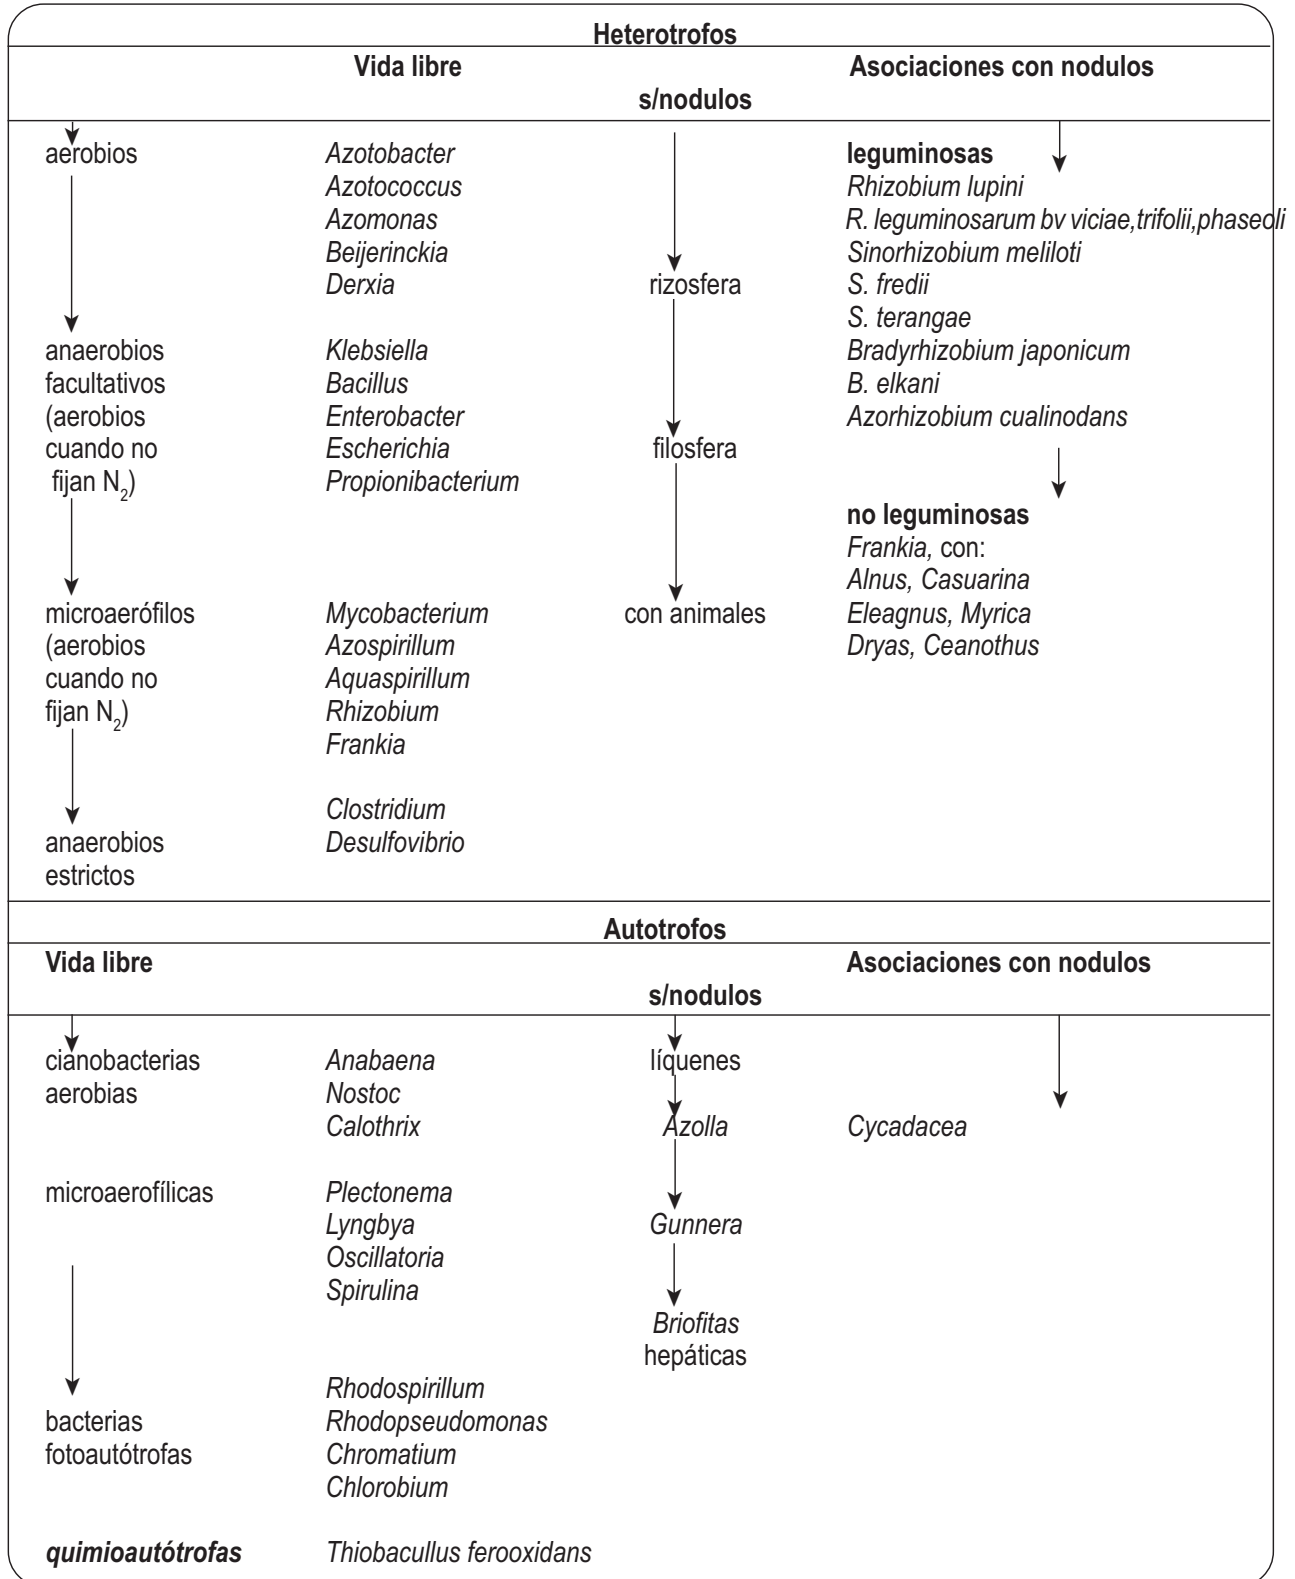 Heterotrofos
Vida libre
Asociaciones con nodulos
s/nodulos
aerobios
Azotobacter
Azotococcus
Azomonas
Beijerinckia
Derxia
anaerobios
facultativos
(aerobios
cuando no
fijan N2)
Klebsiella
Bacillus
Enterobacter
Escherichia
Propionibacterium
microaerófilos
(aerobios
cuando no
fijan N2)
Mycobacterium
Azospirillum
Aquaspirillum
Rhizobium
Frankia
anaerobios
estrictos
Clostridium
Desulfovibrio
rizosfera
filosfera
con animales
leguminosas
Rhizobium lupini
R. leguminosarum bv viciae,trifolii,phaseoli
Sinorhizobium meliloti
S. fredii
S. terangae
Bradyrhizobium japonicum
B. elkani
Azorhizobium cualinodans
no leguminosas
Frankia, con:
Alnus, Casuarina
Eleagnus, Myrica
Dryas, Ceanothus
Autotrofos
Vida libre
Asociaciones con nodulos
s/nodulos
cianobacterias
aerobias
Anabaena
Nostoc
Calothrix
microaerofílicas
Plectonema
Lyngbya
Oscillatoria
Spirulina
bacterias
fotoautótrofas
Rhodospirillum
Rhodopseudomonas
Chromatium
Chlorobium
quimioautótrofas
Thiobacullus ferooxidans
líquenes
Azolla
Gunnera
Briofitas
hepáticas
Cycadacea